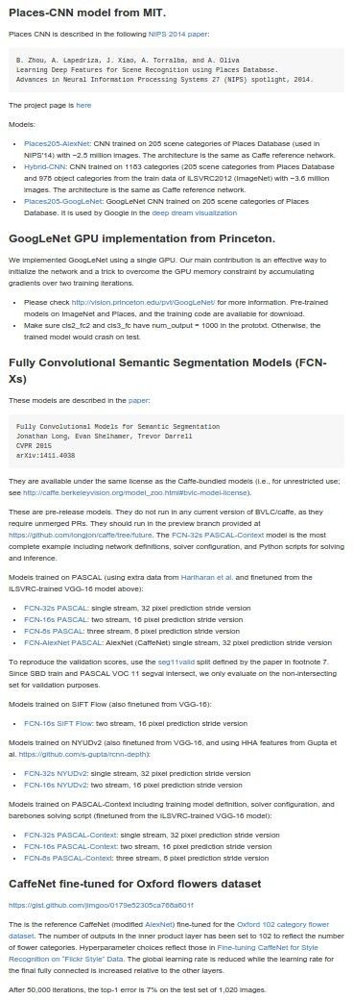 Places-CNN model from MIT.
Places CNN is described in the following NIPS 2014 paper:
B. Zhou, A. Lapedriza, J. Xiao, A. Torralba, and A. Oliva
Learning Deep Features for Scene Recognition using Places Database.
Advances in Neural Information Processing Systems 27 (NIPS) spotlight, 2014.
The project page is here
Models:
• Places205-AlexNet: CNN trained on 205 scene categories of Places Database (used in
NIPS'14) with ~2.5 million images. The architecture is the same as Caffe reference network.
• Hybrid-CNN: CNN trained on 1183 categories (205 scene categories from Places Database
and 978 object categories from the train data of ILSVRC2012 (ImageNet) with ~3.6 million
images. The architecture is the same as Caffe reference network.
• Places205-GoogLeNet: GoogLeNet CNN trained on 205 scene categories of Places
Database. It is used by Google in the deep dream visualization
GoogLeNet GPU implementation from Princeton.
We implemented GoogLeNet using a single GPU. Our main contribution is an effective way to
initialize the network and a trick to overcome the GPU memory constraint by accumulating
gradients over two training iterations.
• Please check http://vision.princeton.edu/pvt/GoogLeNet/ for more information. Pre-trained
models on ImageNet and Places, and the training code are available for download.
• Make sure cls2_fc2 and cls3_fc have num_output = 1000 in the prototxt. Otherwise, the
trained model would crash on test.
Fully Convolutional Semantic Segmentation Models (FCN-
Xs)
These models are described in the paper:
Fully Convolutional Models for Semantic Segmentation
Jonathan Long, Evan Shelhamer, Trevor Darrell
CVPR 2015
arXiv:1411.4038
They are available under the same license as the Caffe-bundled models (i.e., for unrestricted use;
see http://caffe.berkeleyvision.org/model_zoo.html#bvlc-model-license).
These are pre-release models. They do not run in any current version of BVLC/caffe, as they
require unmerged PRs. They should run in the preview branch provided at
https://github.com/longjon/caffe/tree/future. The FCN-32s PASCAL-Context model is the most
complete example including network definitions, solver configuration, and Python scripts for solving
and inference.
Models trained on PASCAL (using extra data from Hariharan et al. and finetuned from the
ILSVRC-trained VGG-16 model above):
• FCN-32s PASCAL: single stream, 32 pixel prediction stride version
• FCN-16s PASCAL: two stream, 16 pixel prediction stride version
• FCN-8s PASCAL: three stream, 8 pixel prediction stride version
• FCN-AlexNet PASCAL: AlexNet (CaffeNet) single stream, 32 pixel prediction stride version
To reproduce the validation scores, use the seg11valid split defined by the paper in footnote 7.
Since SBD train and PASCAL VOC 11 segval intersect, we only evaluate on the non-intersecting
set for validation purposes.
Models trained on SIFT Flow (also finetuned from VGG-16):
• FCN-16s SIFT Flow: two stream, 16 pixel prediction stride version
Models trained on NYUDv2 (also finetuned from VGG-16, and using HHA features from Gupta et
al. https://github.com/s-gupta/rcnn-depth):
• FCN-32s NYUDv2: single stream, 32 pixel prediction stride version
• FCN-16s NYUDv2: two stream, 16 pixel prediction stride version
Models trained on PASCAL-Context including training model definition, solver configuration, and
barebones solving script (finetuned from the ILSVRC-trained VGG-16 model):
• FCN-32s PASCAL-Context: single stream, 32 pixel prediction stride version
• FCN-16s PASCAL-Context: two stream, 16 pixel prediction stride version
• FCN-8s PASCAL-Context: three stream, 8 pixel prediction stride version
CaffeNet fine-tuned for Oxford flowers dataset
https://gist.github.com/jimgoo/0179e52305ca768a601f
The is the reference CaffeNet (modified AlexNet) fine-tuned for the Oxford 102 category flower
dataset. The number of outputs in the inner product layer has been set to 102 to reflect the number
of flower categories. Hyperparameter choices reflect those in Fine-tuning CaffeNet for Style
Recognition on "Flickr Style" Data. The global learning rate is reduced while the learning rate for
the final fully connected is increased relative to the other layers.
After 50,000 iterations, the top-1 error is 7% on the test set of 1,020 images.